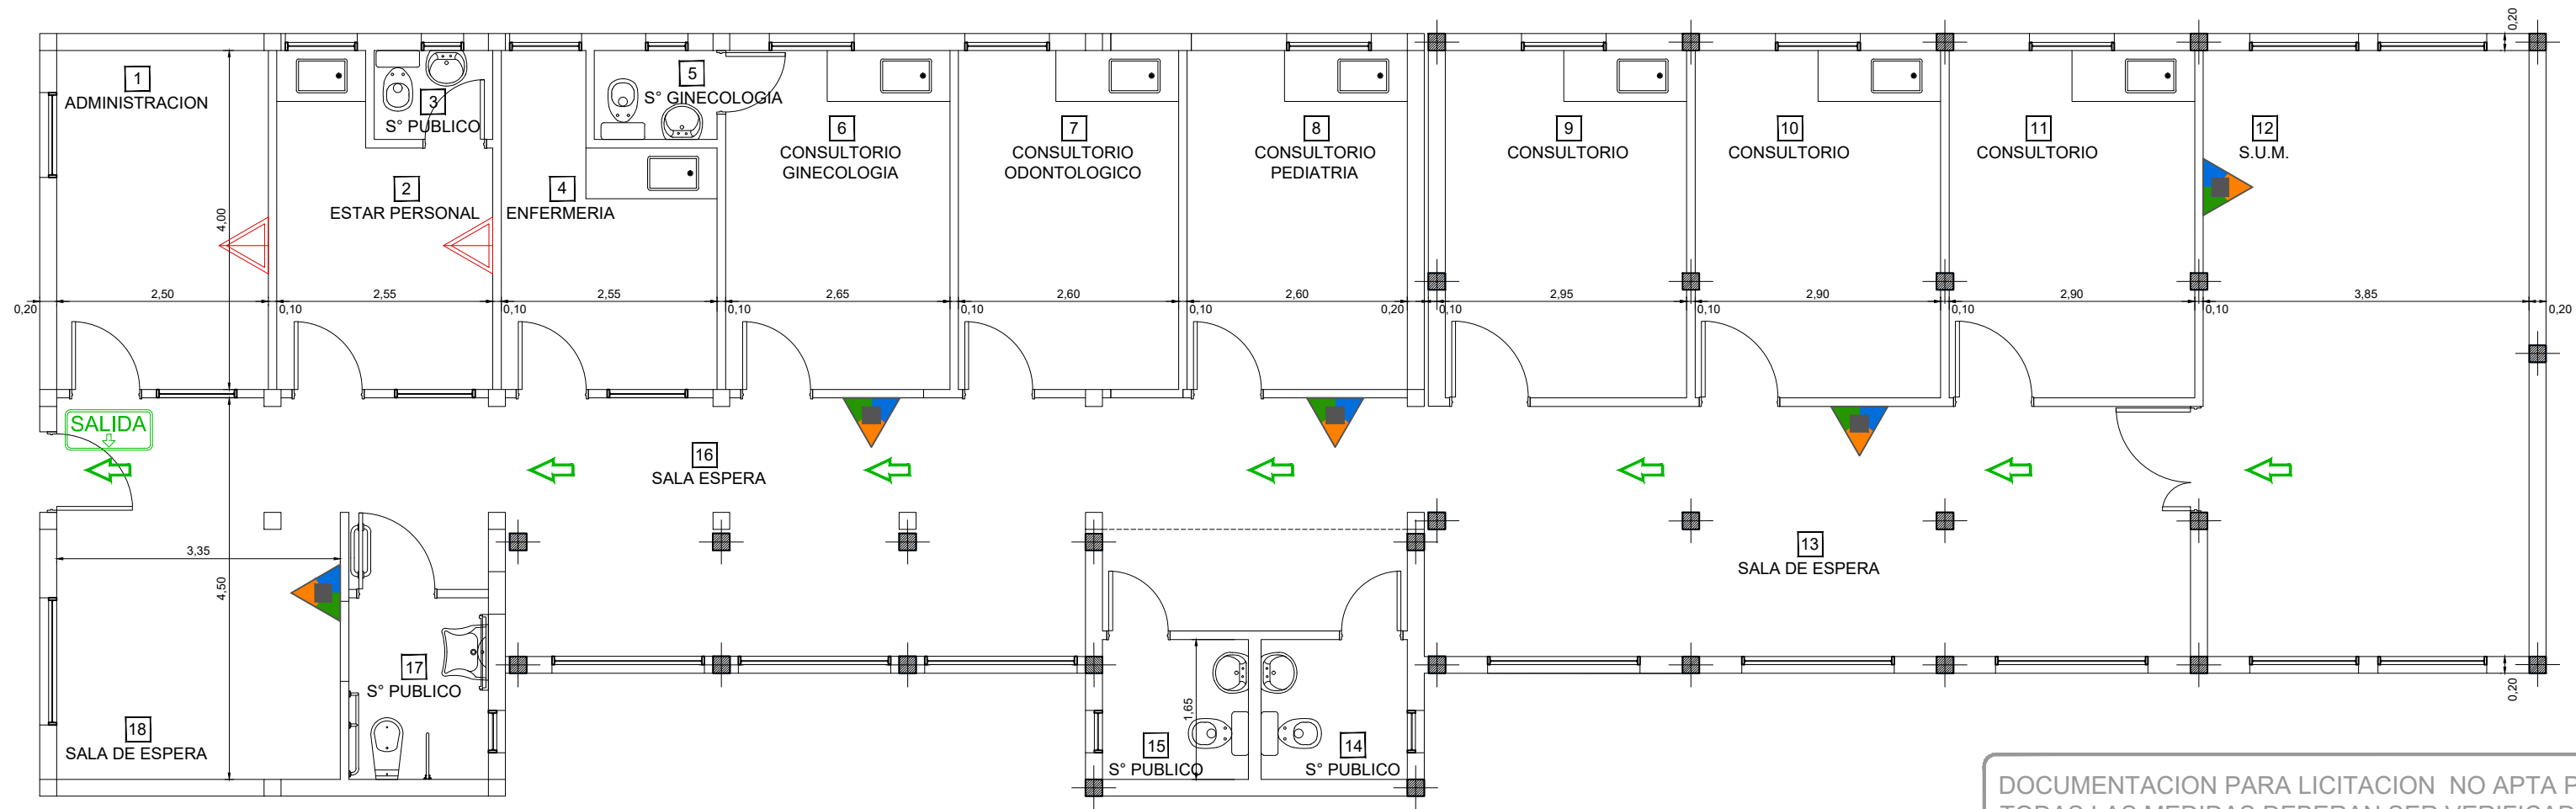 0,20
1
ADMINISTRACION
3
S° PUBLICO
5
S° GINECOLOGIA
2
ESTAR PERSONAL
4
ENFERMERIA
6
CONSULTORIO
GINECOLOGIA
7
CONSULTORIO
ODONTOLOGICO
8
CONSULTORIO
PEDIATRIA
9
CONSULTORIO
10
CONSULTORIO
11
CONSULTORIO
12
S.U.M.
4,00
0,20
2,50
0,10
2,55
0,10
2,55
0,10
2,65
0,10
2,60
0,10
2,60
0,20
0,10
2,95
0,10
2,90
0,10
2,90
0,10
3,85
0,20
SALIDA
16
SALA ESPERA
13
SALA DE ESPERA
3,35
4,50
17
S° PUBLICO
18
SALA DE ESPERA
1,65
15
S° PUBLICO
14
S° PUBLICO
0,20
DOCUMENTACION PARA LICITACION NO APTA P
TODAS LAS MEDIDAS DEBERAN SER